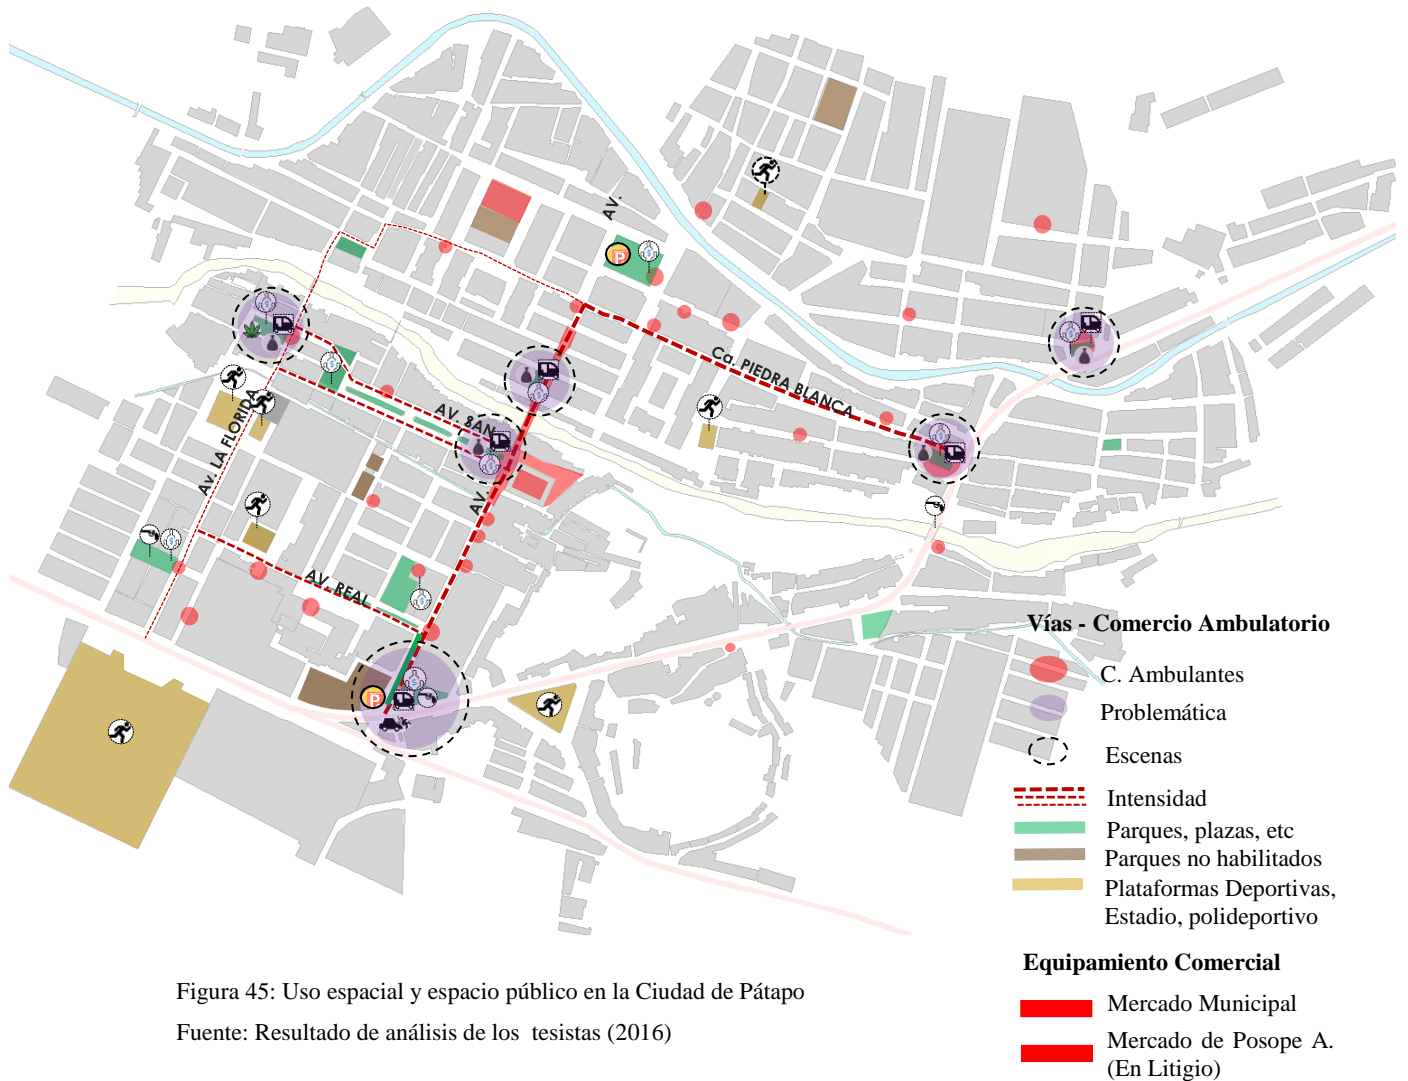 AV.
Ca. PIEDRA BLANCA
AV. SAN
Av. LA FLORIDA
AV.
AV. REAL
P
P
Vías - Comercio Ambulatorio
C. Ambulantes
Problemática
Escenas
Intensidad
Parques, plazas, etc
Parques no habilitados
Plataformas Deportivas,
Estadio, polideportivo
Equipamiento Comercial
Mercado Municipal
Mercado de Posope A.
(En Litigio)
Figura 45: Uso espacial y espacio público en la Ciudad de Pátapo
Fuente: Resultado de análisis de los tesistas (2016)